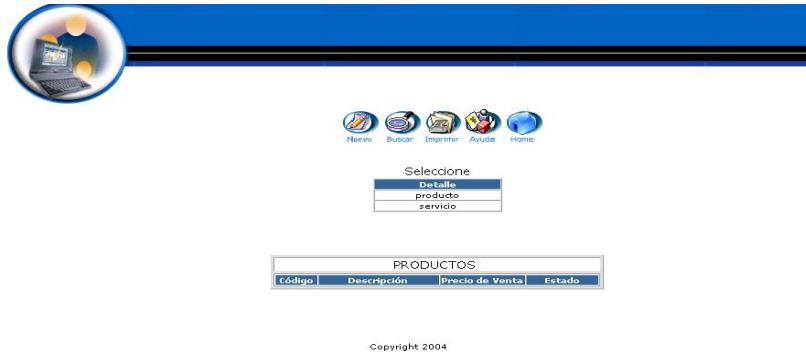 Nuevo Buscar Imprimir Ayuda Home
Seleccione
Detalle
producto
servicio
PRODUCTOS
Código Descripción Precio de Venta Estado
Copyright 2004